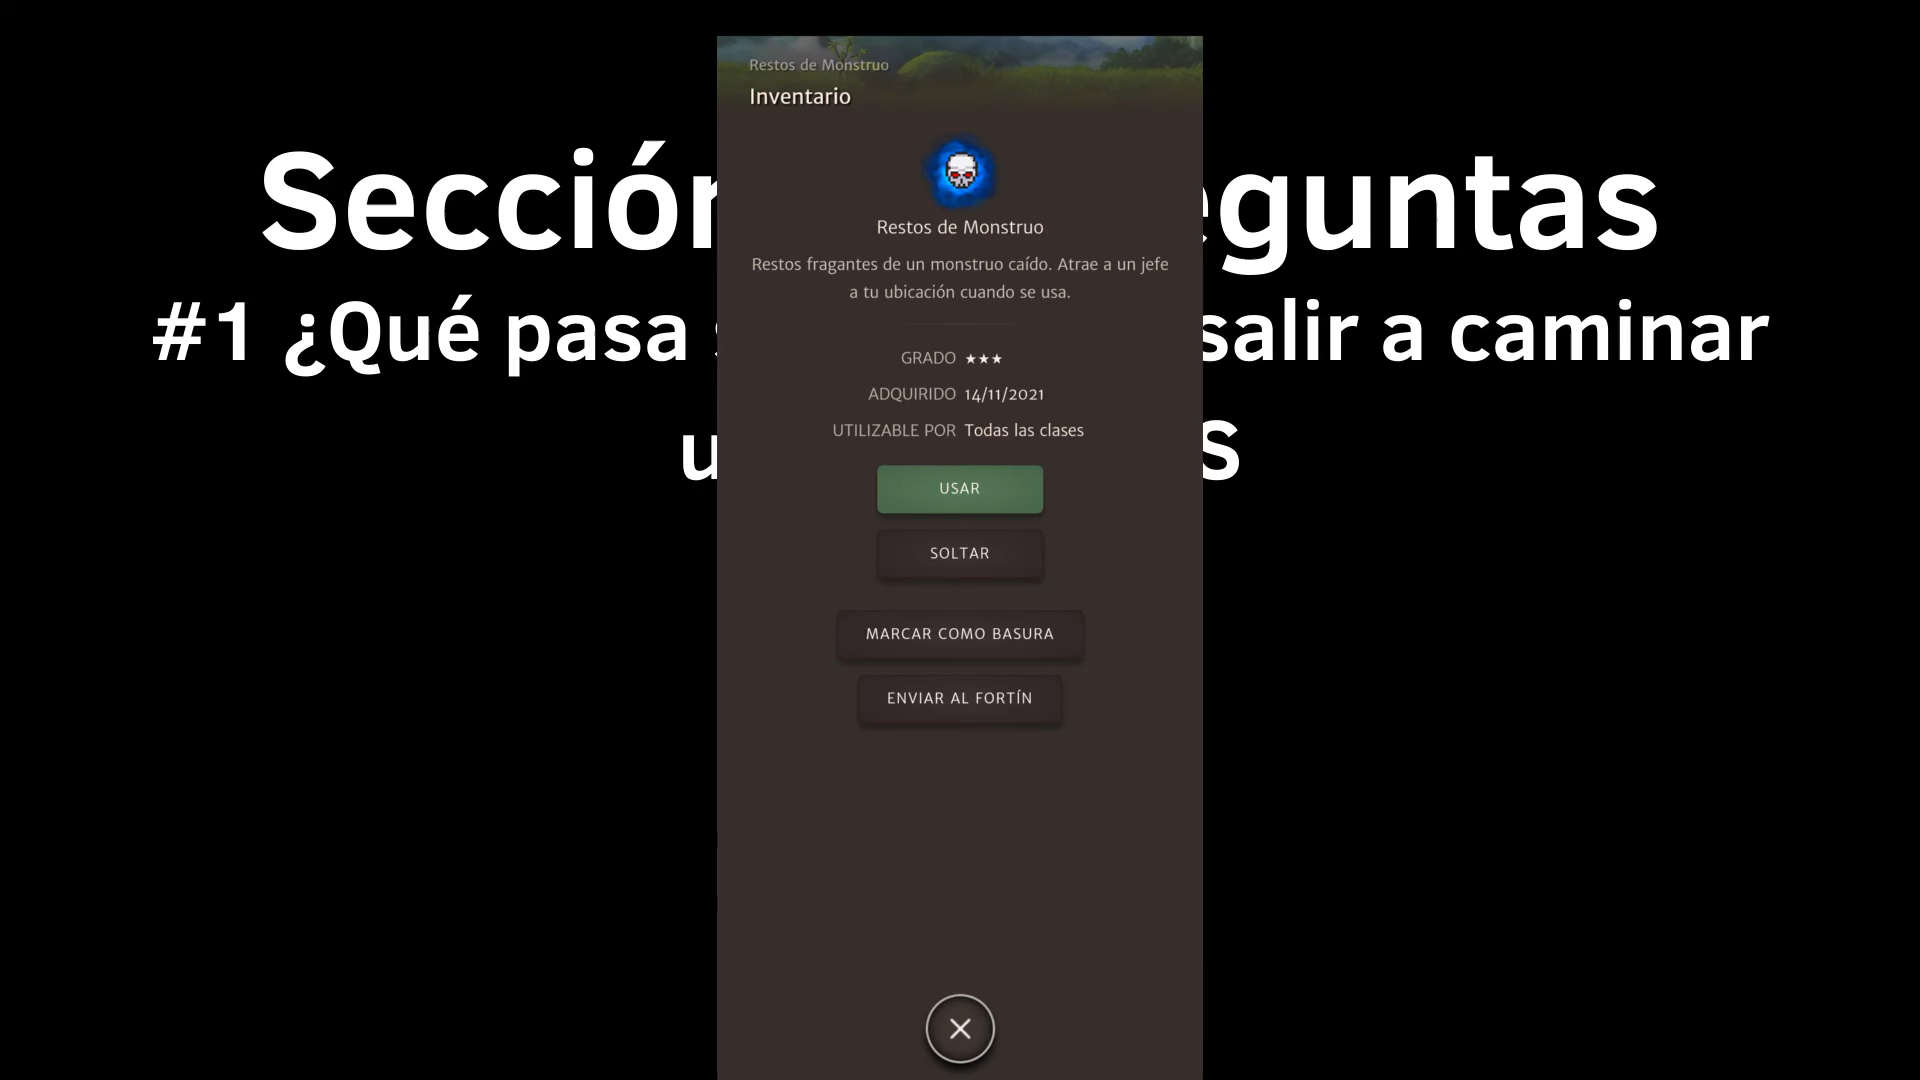 Restos de Monstruo
Inventario
Sección eguntas
Restos de Monstruo
Restos fragantes de un monstruo caído. Atrae a un jefe
a tu ubicación cuando se usa.
#1 ¿Qué pasa salir a caminar
GRADO ★★★
ADQUIRIDO 14/11/2021
UTILIZABLE POR Todas las clases
USAR
SOLTAR
MARCAR COMO BASURA
ENVIAR AL FORTÍN